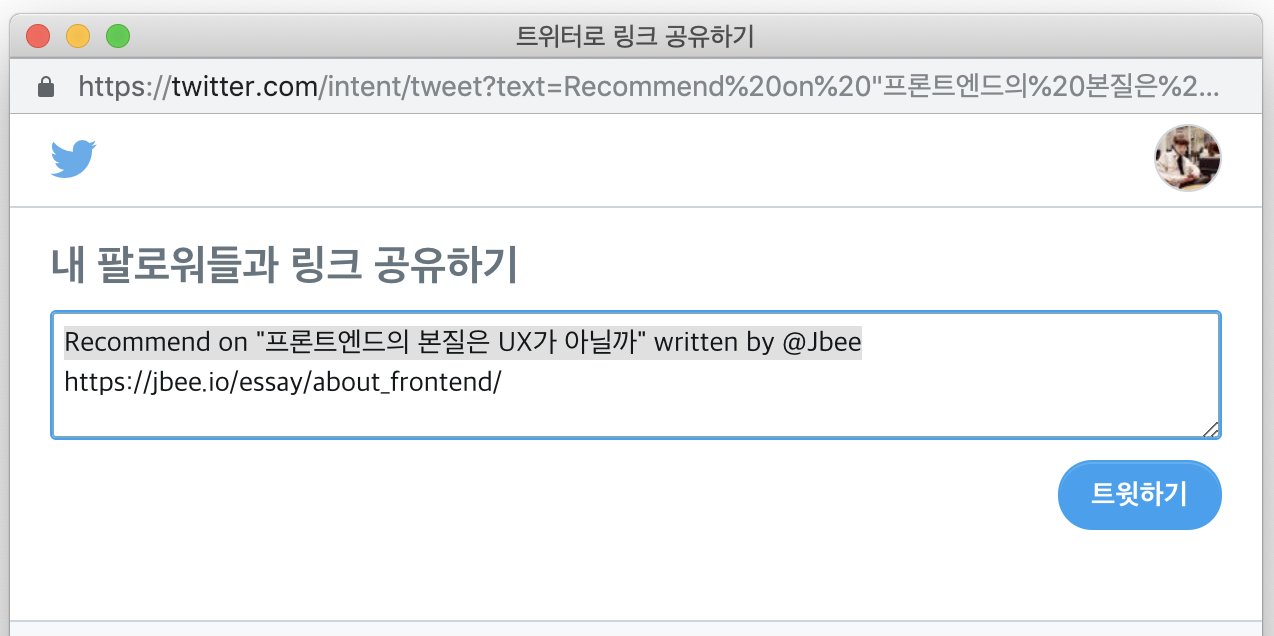 트위터로 링크 공유하기
https://twitter.com/intent/tweet?text=Recommend%20on%20"프론트엔드의%20본질은%2...
내 팔로워들과 링크 공유하기
Recommend on "프론트엔드의 본질은 UX가 아닐까" written by @Jbee
https://jbee.io/essay/about_frontend/
트윗하기